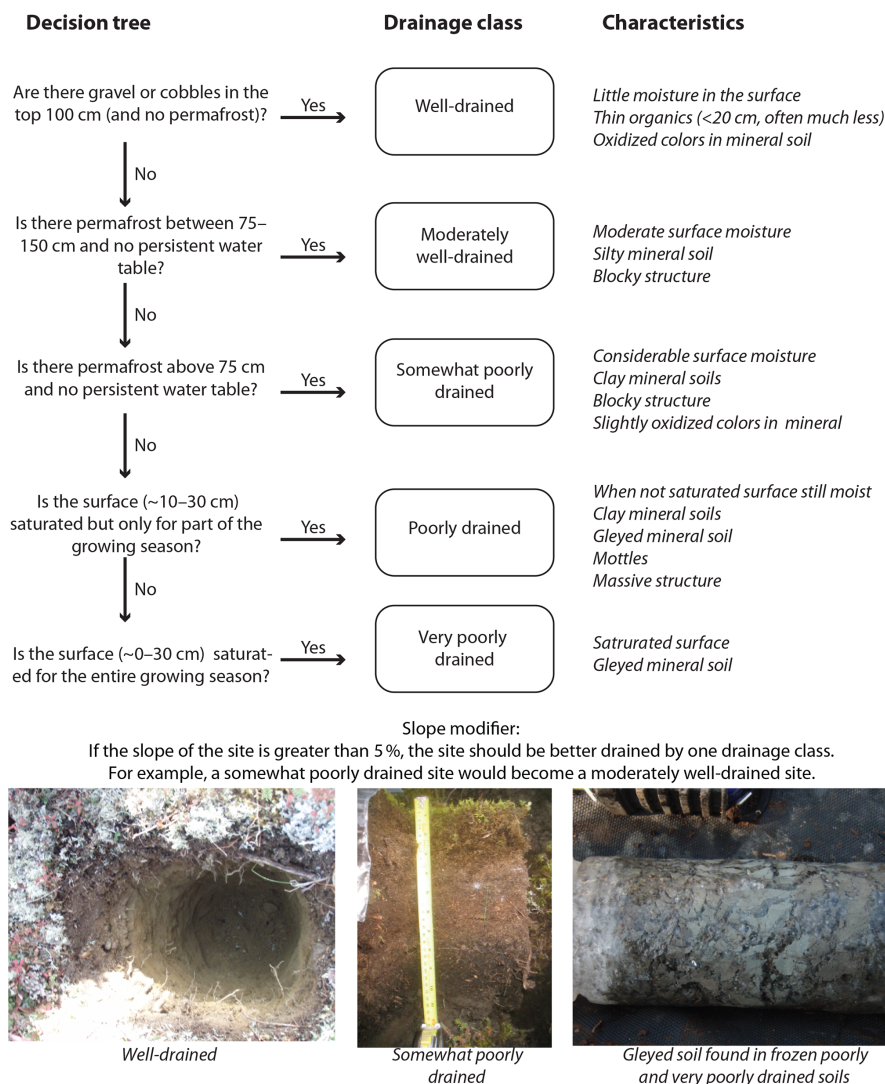 Decision tree
Drainage class
Characteristics
Are there gravel or cobbles in the
top 100 cm (and no permafrost)?
Yes
Well-drained
Little moisture in the surface
Thin organics (<20 cm, often much less)
Oxidized colors in mineral soil
No
Is there permafrost between 75–
150 cm and no persistent water
table?
Yes
Moderately
well-drained
Moderate surface moisture
Silty mineral soil
Blocky structure
No
Is there permafrost above 75 cm
and no persistent water table?
Yes
Somewhat poorly
drained
Considerable surface moisture
Clay mineral soils
Blocky structure
Slightly oxidized colors in  mineral
No
Is the surface (~10–30 cm)
saturated but only for part of the
growing season?
Yes
Poorly drained
When not saturated surface still moist
Clay mineral soils
Gleyed mineral soil
Mottles
Massive structure
No
Is the surface (~0–30 cm)  saturat-
ed for the entire growing season?
Yes
Very poorly
drained
Satrurated surface
Gleyed mineral soil
Slope modifier:
If the slope of the site is greater than 5 %, the site should be better drained by one drainage class.
For example, a somewhat poorly drained site would become a moderately well-drained site.
Well-drained
Somewhat poorly
drained
Gleyed soil found in frozen poorly
and very poorly drained soils